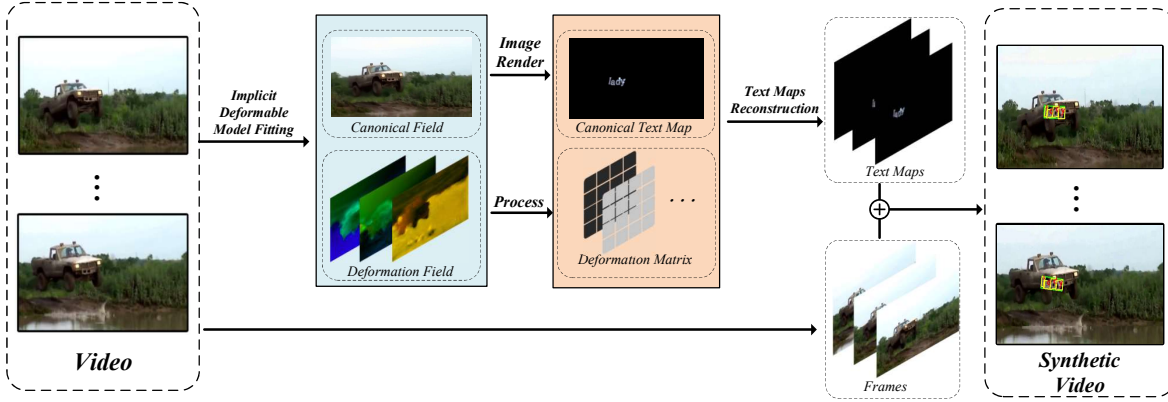 Video
Implicit
Deformable
Model Fitting
Canonical Field
Deformation Field
Image
Render
Process
lady
Canonical Text Map
Deformation Matrix
...
Text Maps
Reconstruction
lady
Text Maps
Frames
Synthetic
Video